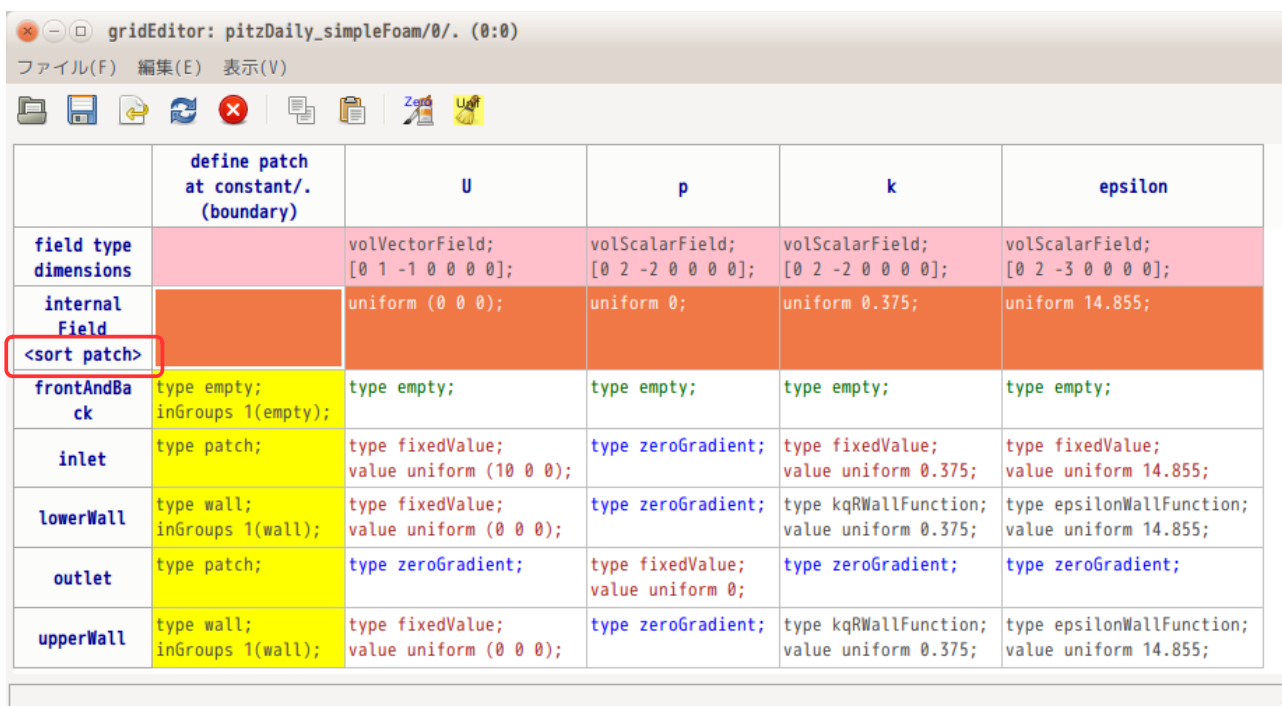 gridEditor: pitzDaily_simpleFoam/0/. (0:0)
ファイル(F) 編集(E) 表示(V)
Zero Unif
define patch
at constant/.
(boundary)
U
p
k
epsilon
field type
dimensions
volVectorField;
[0 1 -1 0 0 0 0];
volScalarField;
[0 2 -2 0 0 0 0];
volScalarField;
[0 2 -2 0 0 0 0];
volScalarField;
[0 2 -3 0 0 0 0];
internal
Field
<sort patch>
uniform (0 0 0);
uniform 0;
uniform 0.375;
uniform 14.855;
frontAndBa
ck
type empty;
inGroups 1(empty);
type empty;
type empty;
type empty;
type empty;
inlet
type patch;
type fixedValue;
value uniform (10 0 0);
type zeroGradient;
type fixedValue;
value uniform 0.375;
type fixedValue;
value uniform 14.855;
lowerWall
type wall;
inGroups 1(wall);
type fixedValue;
value uniform (0 0 0);
type zeroGradient;
type kqRWallFunction;
value uniform 0.375;
type epsilonWallFunction;
value uniform 14.855;
outlet
type patch;
type zeroGradient;
type fixedValue;
value uniform 0;
type zeroGradient;
type zeroGradient;
upperWall
type wall;
inGroups 1(wall);
type fixedValue;
value uniform (0 0 0);
type zeroGradient;
type kqRWallFunction;
value uniform 0.375;
type epsilonWallFunction;
value uniform 14.855;